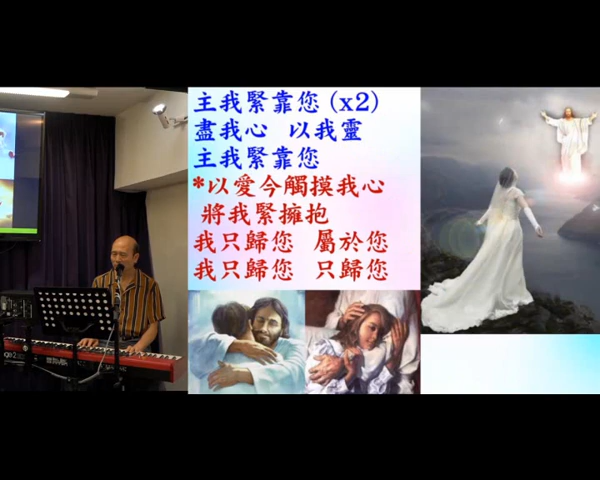 主我緊靠您 (x2)
盡我心 以我靈
主我緊靠您
*以愛今觸摸我心
將我緊擁抱
我只歸您 屬於您
我只歸您 只歸您